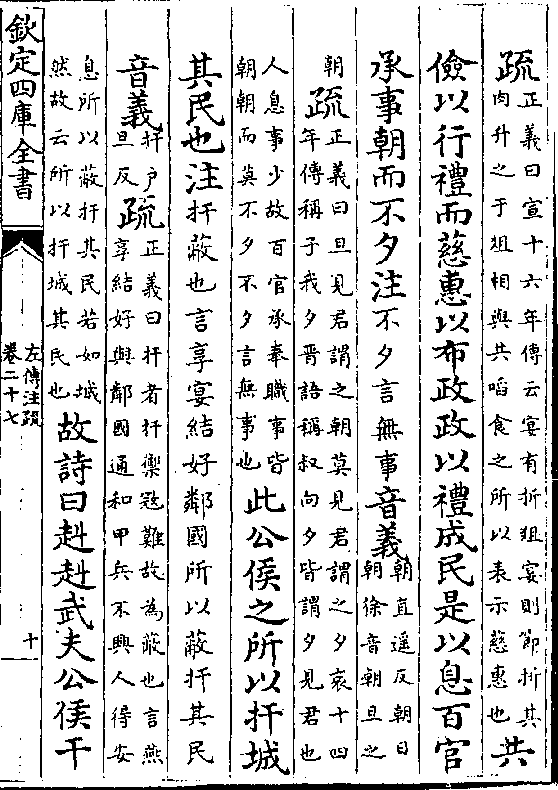 疏正義曰宣十六年傳云宴有折俎宴則節折其肉升之于俎相與共啗食之所以表示慈惠也共
儉以行禮而慈惠以布政政以禮成民是以息百官
承事朝而不夕注不夕言無事音義朝直遥反朝日朝徐音朝旦之
朝疏正義曰旦見君謂之朝莫見君謂之夕哀十四年傳稱子我夕晋語稱叔向夕皆謂夕見君也
人息事少故百官承奉職事皆朝朝而莫不夕不夕言無事也此公侯之所以扞城
其民也注扞蔽也言享宴結好鄰國所以蔽扞其民
音義扞户旦反疏正義曰扞者扞禦寇難故為蔽也言燕享結好與鄰國通和甲兵不興人得安
息所以蔽扞其民若如城然故云所以扞城其民也故詩曰赳赳武夫公侯干
欽定四庫全書
左傳注疏
卷二十七
十